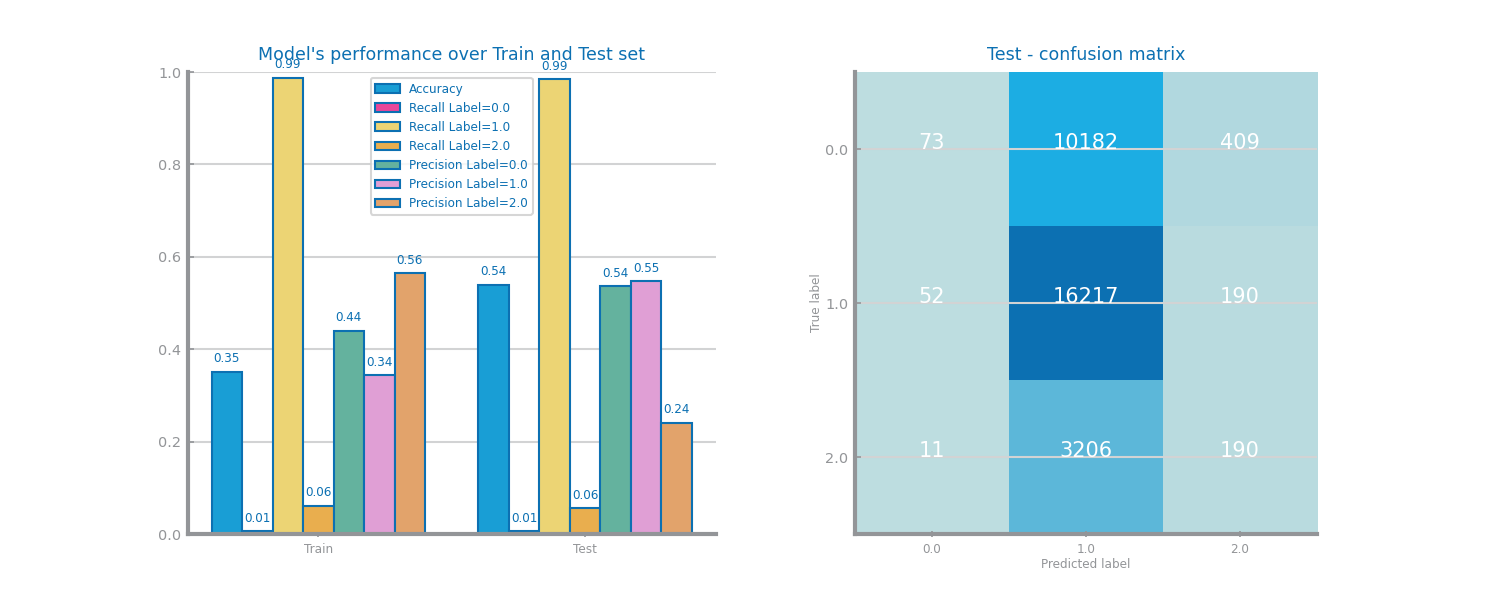 Model's performance over Train and Test set
1.0
0.8
0.6
0.4
0.2
0.0
Accuracy
Recall Label=0.0
Recall Label=1.0
Recall Label=2.0
Precision Label=0.0
Precision Label=1.0
Precision Label=2.0
0.35
0.01
0.99
0.06
0.44
0.34
0.56
0.54
0.01
0.99
0.06
0.54
0.55
0.24
Train Test
Test - confusion matrix
True label
0.0 73 10182 409
1.0 52 16217 190
2.0 11 3206 190
0.0 1.0 2.0
Predicted label